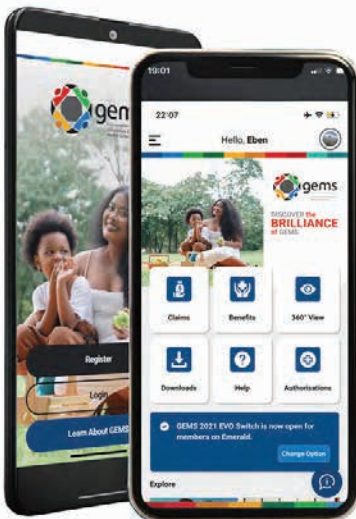 gem
Register
Login
Learn About GEMS
19:01
22:07
Hello, Eben
gems
DISCOVER the
BRILLIANCE
of GEMS
Claims
Benefits
360° View
Downloads
Help
Authorisations
GEMS 2021 EVO Switch is now open for
members on Emerald.
Change Option
Explore